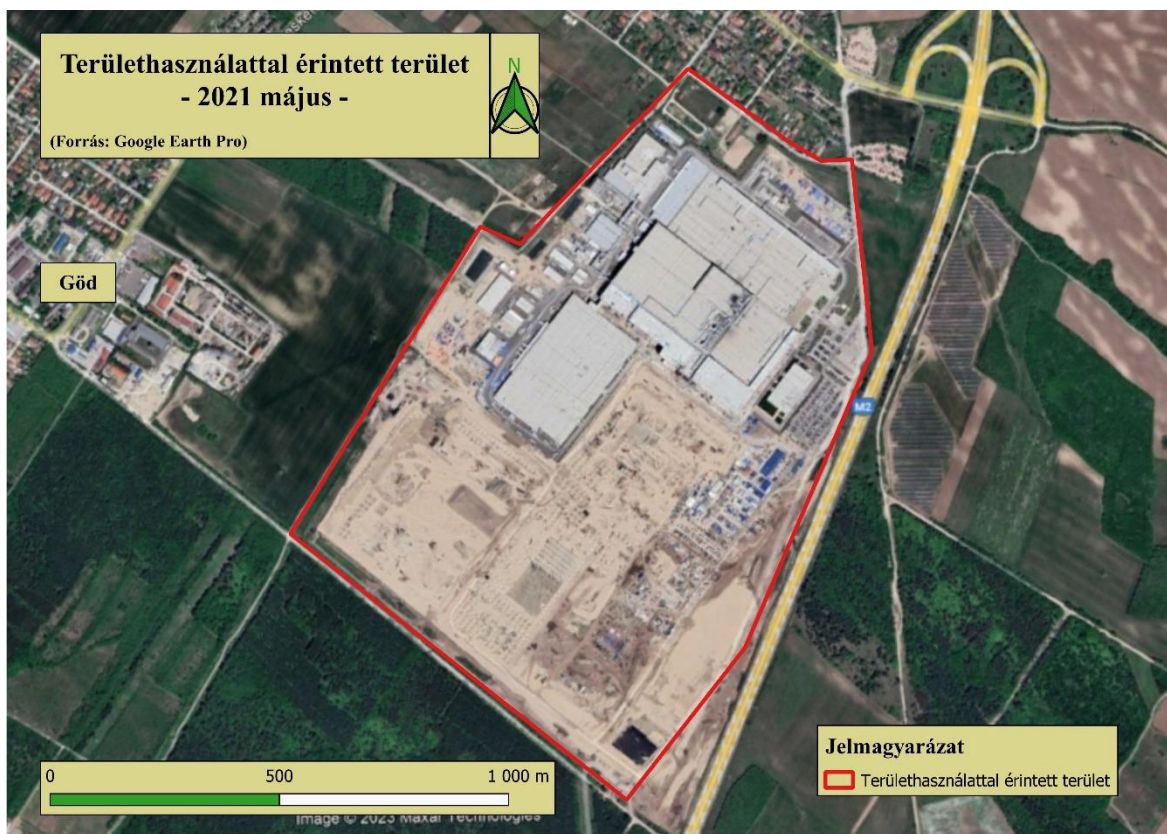 Területhasználattal érintett terület
- 2021 május -
(Forrás: Google Earth Pro)
N
Göd
M2
Jelmagyarázat
Területhasználattal érintett terület
0 500 1 000 m
Image © 2023 Maxar Technologies